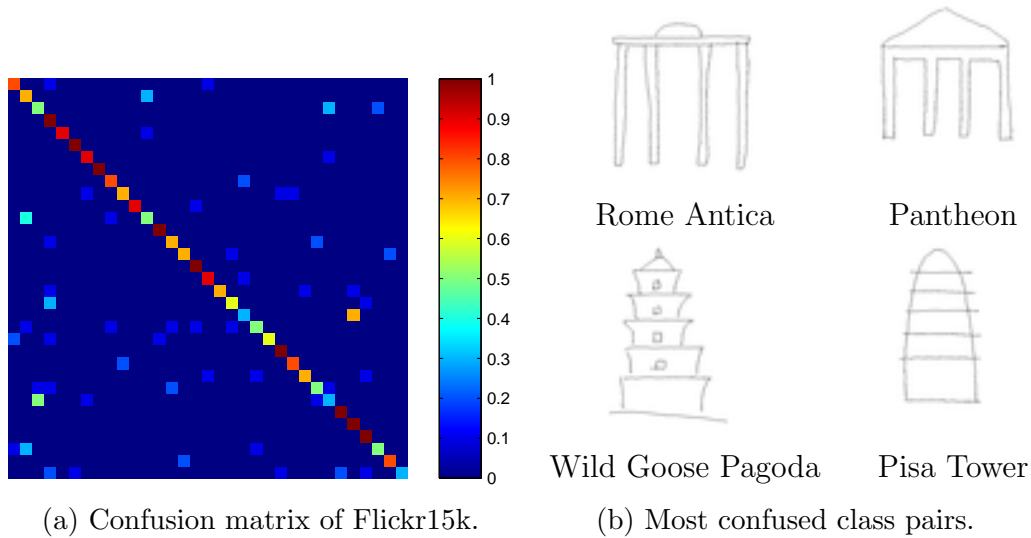 1
0.9
0.8
0.7
0.6
0.5
0.4
0.3
0.2
0.1
0
Rome Antica
Pantheon
Wild Goose Pagoda
Pisa Tower
(a) Confusion matrix of Flickr15k.
(b) Most confused class pairs.